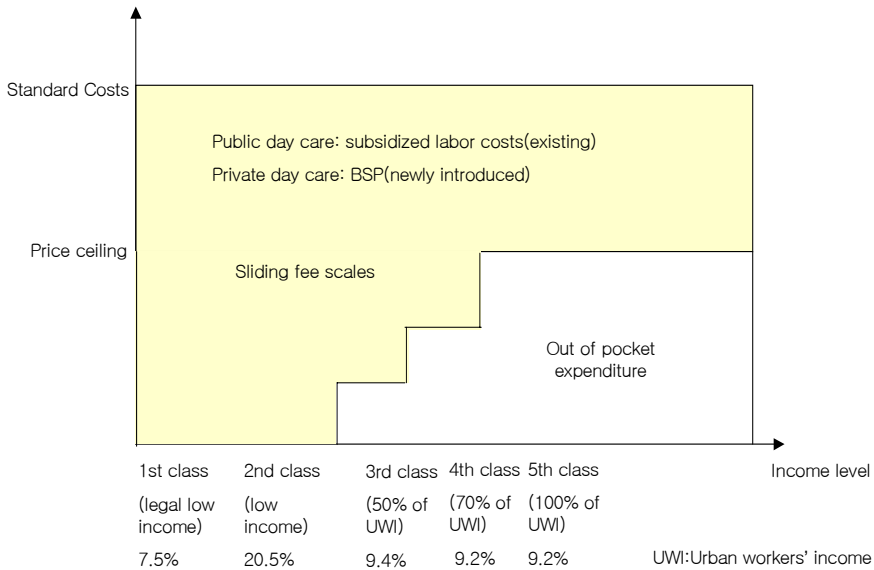 Standard Costs
Public day care: subsidized labor costs(existing)
Private day care: BSP(newly introduced)
Price ceiling
Sliding fee scales
Out of pocket
expenditure
1st class
(legal low
income)
7.5%
2nd class
(low
income)
20.5%
3rd class
(50% of
UWI)
9.4%
4th class
(70% of
UWI)
9.2%
5th class
(100% of
UWI)
9.2%
Income level
UWI:Urban workers’ income